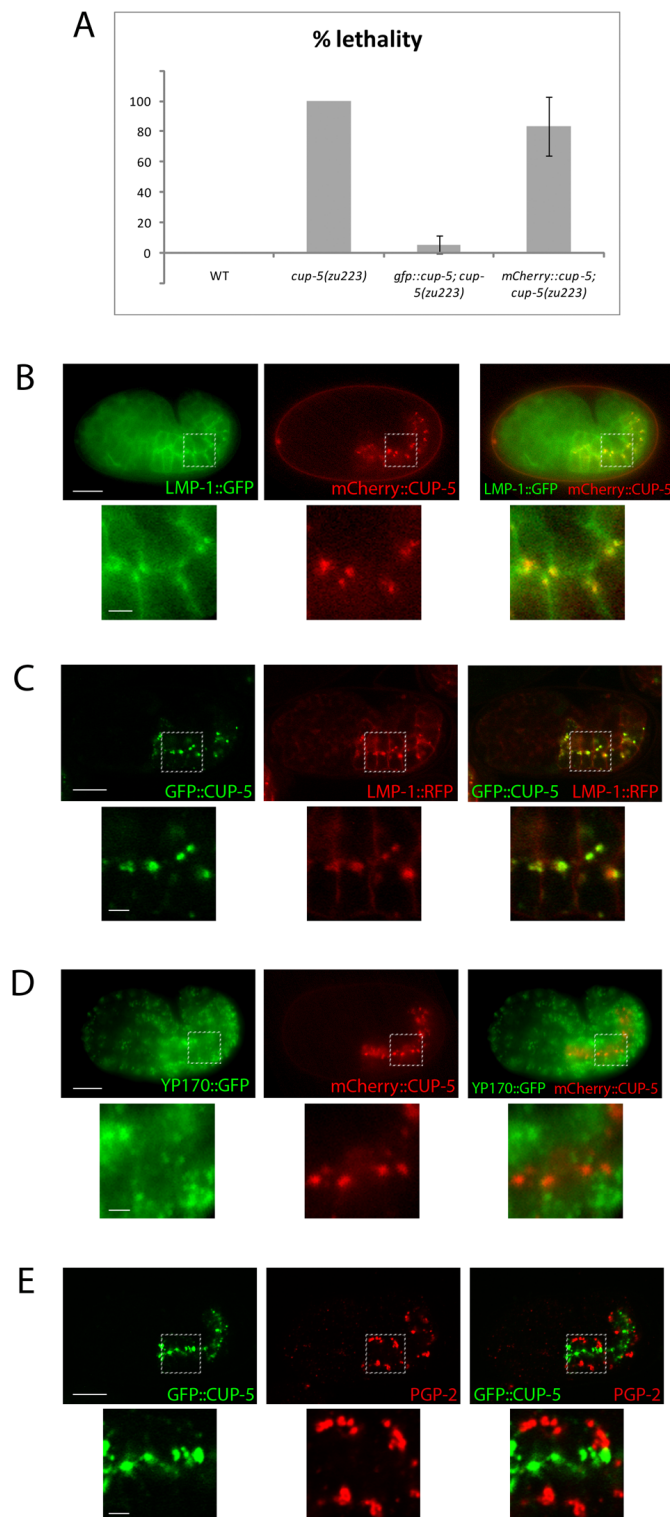 A
% lethality
100
80
60
40
20
0
WT
cup-5(zu223)
gfp::cup-5; cup-
5(zu223)
mCherry::cup-5;
cup-5(zu223)
B
LMP-1::GFP
mCherry::CUP-5
LMP-1::GFP mCherry::CUP-5
C
GFP::CUP-5
LMP-1::RFP
GFP::CUP-5 LMP-1::RFP
D
YP170::GFP
mCherry::CUP-5
YP170::GFP mCherry::CUP-5
E
GFP::CUP-5
PGP-2
GFP::CUP-5 PGP-2